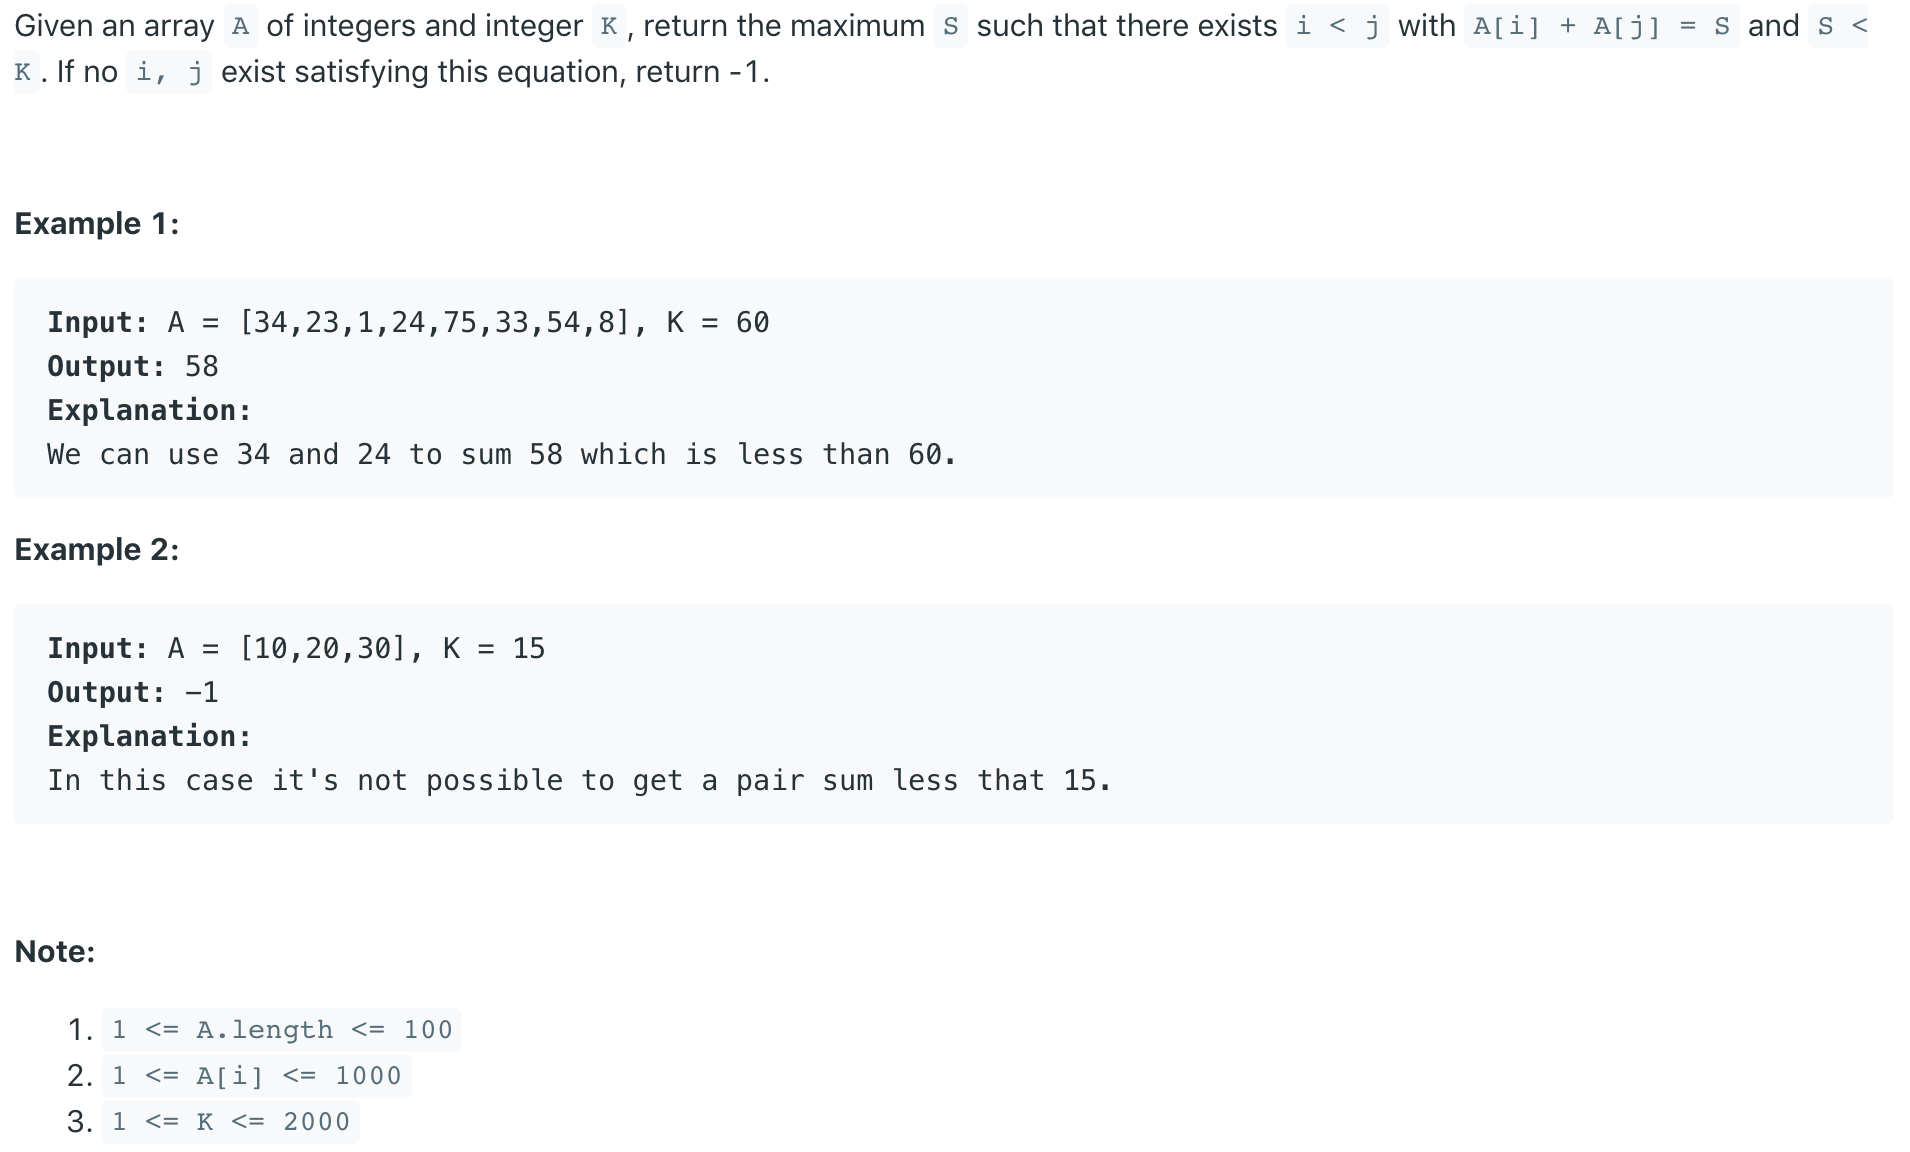 Given an array A of integers and integer K, return the maximum S such that there exists i < j with A[i] + A[j] = S and S <
K. If no i, j exist satisfying this equation, return -1.
Example 1:
Input: A = [34,23,1,24,75,33,54,8], K = 60
Output: 58
Explanation:
We can use 34 and 24 to sum 58 which is less than 60.
Example 2:
Input: A = [10,20,30], K = 15
Output: −1
Explanation:
In this case it's not possible to get a pair sum less that 15.
Note:
1. 1 <= A.length <= 100
2. 1 <= A[i] <= 1000
3. 1 <= K <= 2000